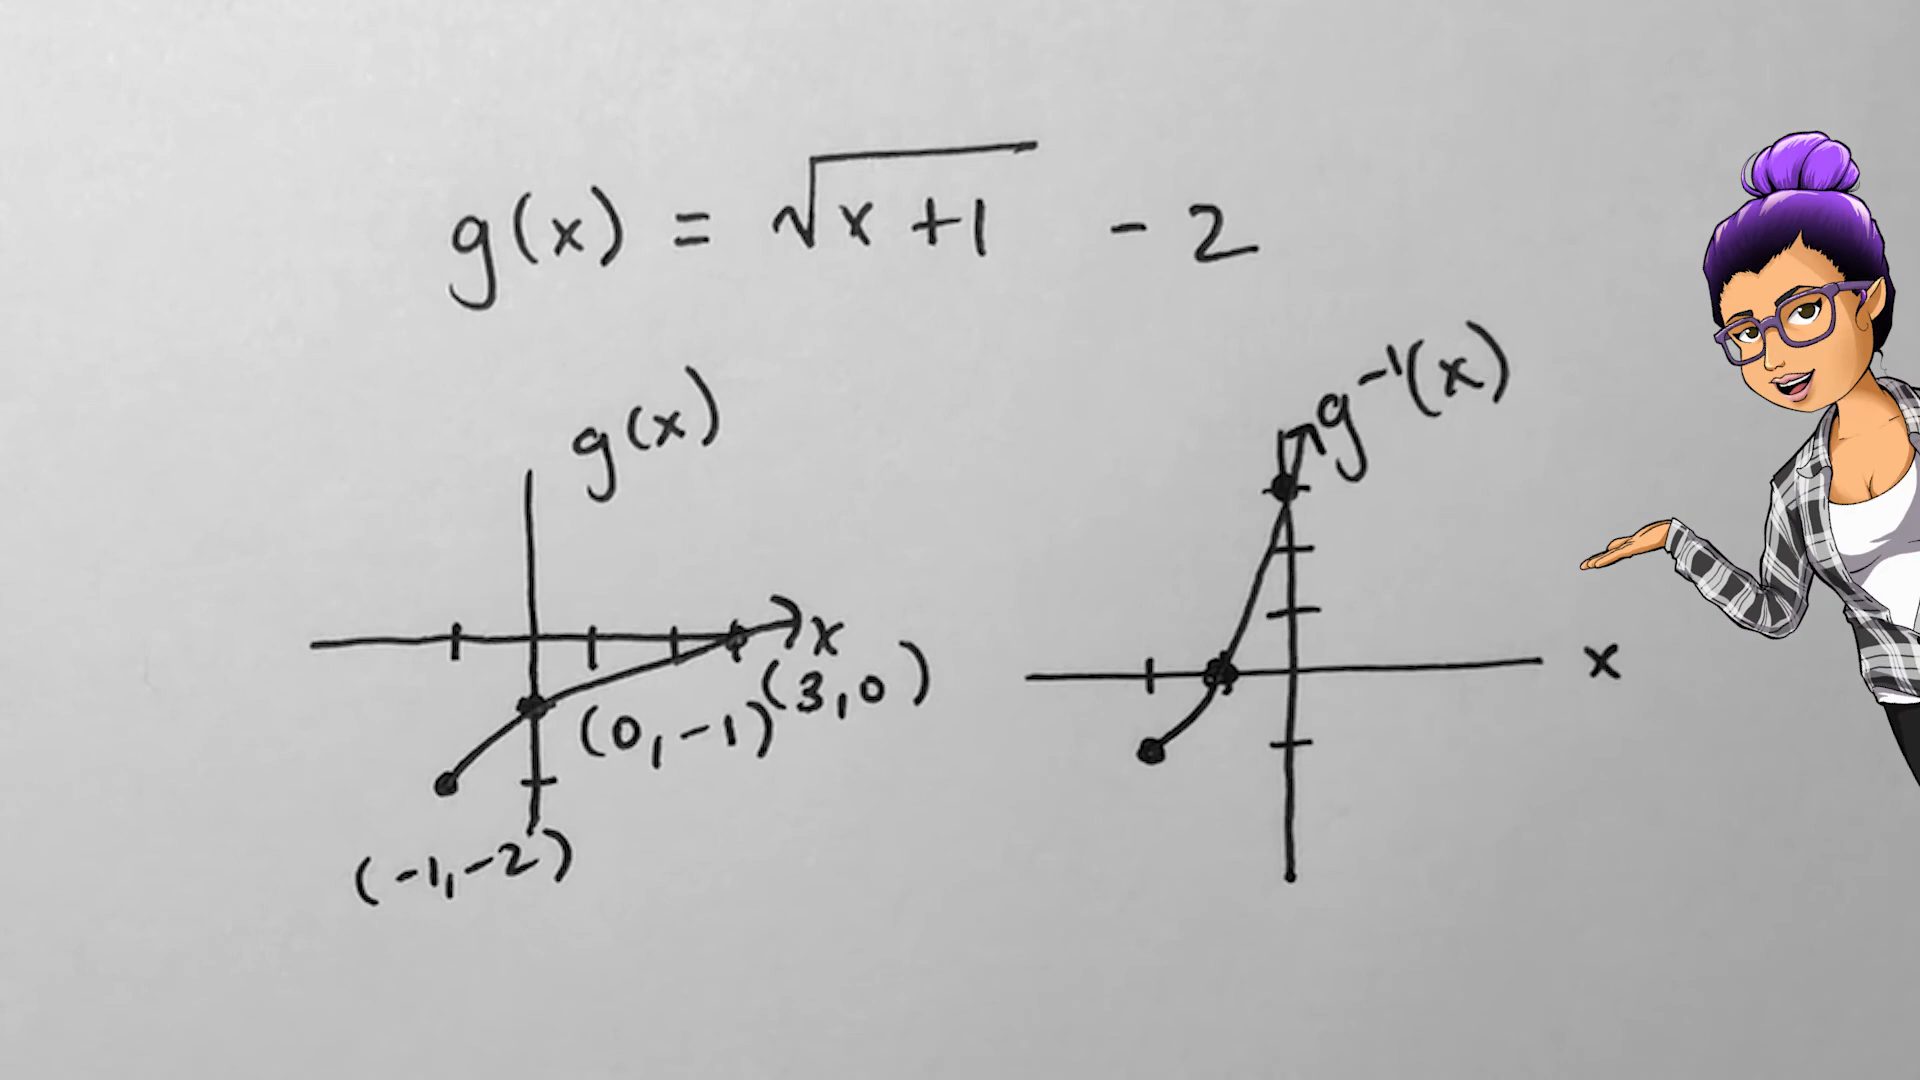 g(x) = √x+1 - 2
g(x)
x
(3,0)
(0,-1)
(-1,-2)
g⁻¹(x)
x